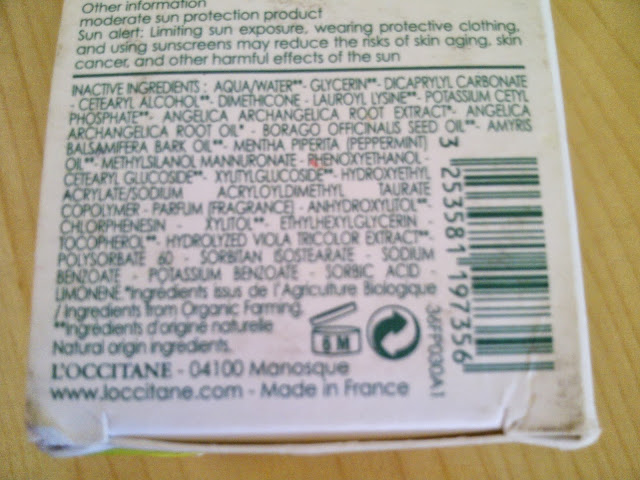 Other information
moderate sun protection product
Sun alert: Limiting sun exposure, wearing protective clothing,
and using sunscreens may reduce the risks of skin aging, skin
cancer, and other harmful effects of the sun
INACTIVE INGREDIENTS : AQUA/WATER**- GLYCERIN**- DICAPRYLYL CARBONATE
- CETEARYL ALCOHOL**- DIMETHICONE - LAUROYL LYSINE**- POTASSIUM CETYL
PHOSPHATE**- ANGELICA ARCHANGELICA ROOT EXTRACT*- ANGELICA
ARCHANGELICA ROOT OIL* - BORAGO OFFICINALIS SEED OIL**- AMYRIS
BALSAMIFERA BARK OIL**- MENTHA PIPERITA (PEPPERMINT)
OIL**- METHYLSILANOL MANNURONATE - PHENOXYETHANOL -
CETEARYL GLUCOSIDE**- XYLITYLGLUCOSIDE**- HYDROXYETHYL
ACRYLATE/SODIUM ACRYLOYLDIMETHYL TAURATE
COPOLYMER - PARFUM (FRAGRANCE) - ANHYDROXYLITOL**-
CHLORPHENESIN - XYLITOL**- ETHYLHEXYLGLYCERIN -
TOCOPHEROL**- HYDROLYZED VIOLA TRICOLOR EXTRACT**-
POLYSORBATE 60 - SORBITAN ISOSTEARATE - SODIUM
BENZOATE - POTASSIUM BENZOATE - SORBIC ACID -
LIMONENE. *Ingrédients issus de l'Agriculture Biologique
/ Ingredients from Organic Farming.
**Ingrédients d'origine naturelle
Natural origin ingredients.
L'OCCITANE - 04100 Manosque
www.loccitane.com - Made in France
6 M
36FP030A1
3 253581 197356